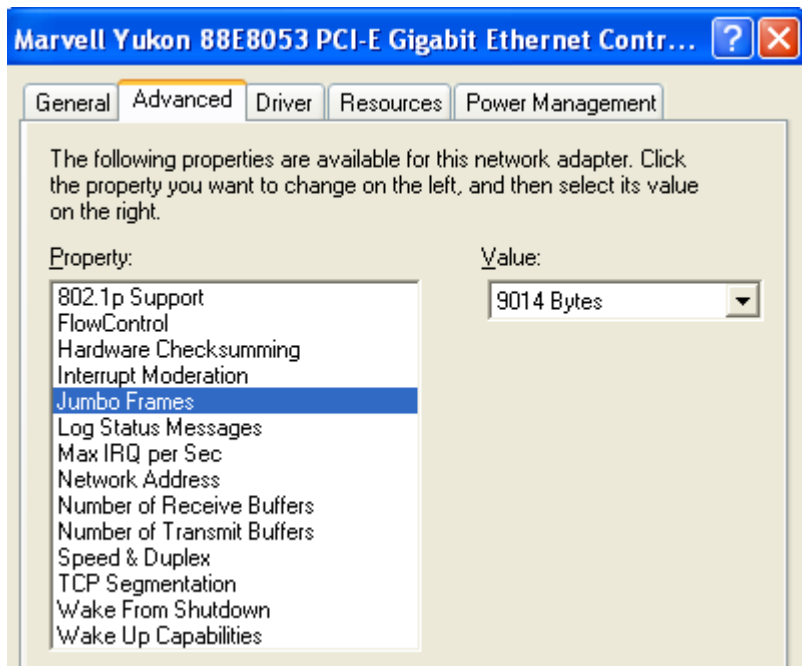 Marvell Yukon 88E8053 PCI-E Gigabit Ethernet Contr...
General Advanced Driver Resources Power Management
The following properties are available for this network adapter. Click
the property you want to change on the left, and then select its value
on the right.
Property:
802.1p Support
FlowControl
Hardware Checksumming
Interrupt Moderation
Jumbo Frames
Log Status Messages
Max IRQ per Sec
Network Address
Number of Receive Buffers
Number of Transmit Buffers
Speed & Duplex
TCP Segmentation
Wake From Shutdown
Wake Up Capabilities
Value:
9014 Bytes